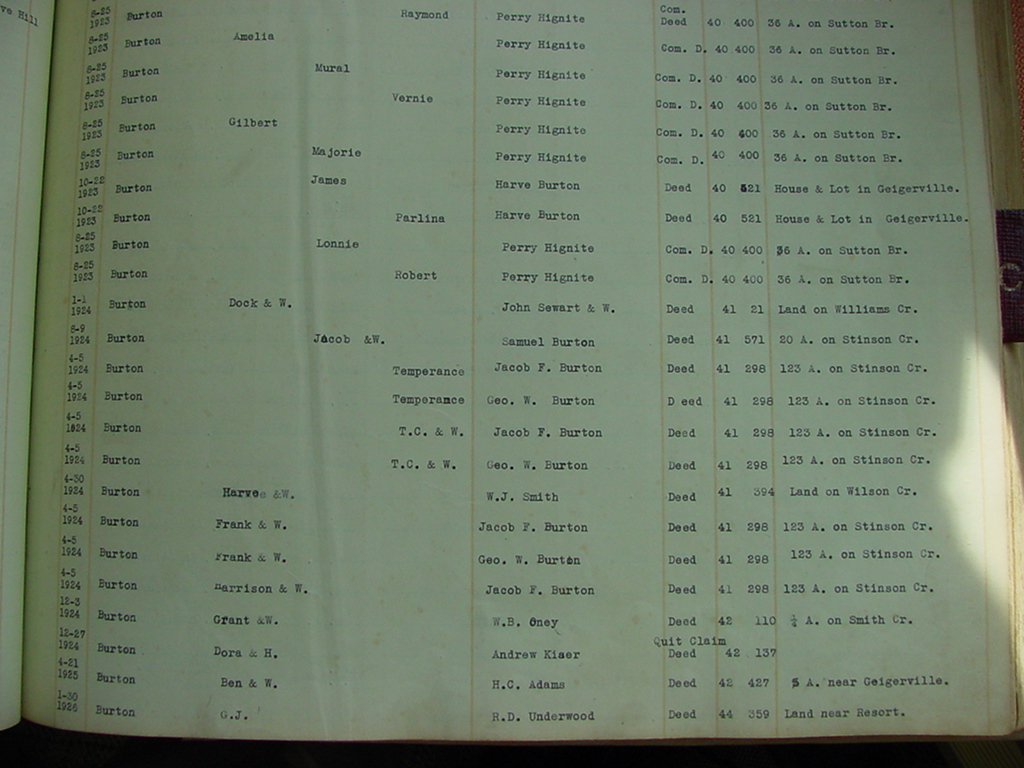 ve Hill
8-25 1923 Burton Raymond Perry Hignite Com. Deed 40 400 36 A. on Sutton Br.
8-25 1923 Burton Amelia Perry Hignite Com. D. 40 400 36 A. on Sutton Br.
8-25 1923 Burton Mural Perry Hignite Com. D. 40 400 36 A. on Sutton Br.
8-25 1923 Burton Vernie Perry Hignite Com. D. 40 400 36 A. on Sutton Br.
8-25 1923 Burton Gilbert Perry Hignite Com. D. 40 400 36 A. on Sutton Br.
8-25 1923 Burton Majorie Perry Hignite Com. D. 40 400 36 A. on Sutton Br.
10-22 1923 Burton James Harve Burton Deed 40 521 House & Lot in Geigerville.
10-22 1923 Burton Parlina Harve Burton Deed 40 521 House & Lot in Geigerville.
8-25 1923 Burton Lonnie Perry Hignite Com. D. 40 400 36 A. on Sutton Br.
8-25 1923 Burton Robert Perry Hignite Com. D. 40 400 36 A. on Sutton Br.
1-1 1924 Burton Dock & W. John Sewart & W. Deed 41 21 Land on Williams Cr.
8-9 1924 Burton Jacob &W. Samuel Burton Deed 41 571 20 A. on Stinson Cr.
4-5 1924 Burton Temperance Jacob F. Burton Deed 41 298 123 A. on Stinson Cr.
4-5 1924 Burton Temperance Geo. W. Burton D eed 41 298 123 A. on Stinson Cr.
4-5 1924 Burton T.C. & W. Jacob F. Burton Deed 41 298 123 A. on Stinson Cr.
4-5 1924 Burton T.C. & W. Geo. W. Burton Deed 41 298 123 A. on Stinson Cr.
4-30 1924 Burton Harvee &W. W.J. Smith Deed 41 394 Land on Wilson Cr.
4-5 1924 Burton Frank & W. Jacob F. Burton Deed 41 298 123 A. on Stinson Cr.
4-5 1924 Burton Frank & W. Geo. W. Burton Deed 41 298 123 A. on Stinson Cr.
4-5 1924 Burton Harrison & W. Jacob F. Burton Deed 41 298 123 A. on Stinson Cr.
12-3 1924 Burton Grant &W. W.B. Oney Deed 42 110 A. on Smith Cr.
12-27 1924 Burton Dora & H. Andrew Kiser Quit Claim Deed 42 137
4-21 1925 Burton Ben & W. H.C. Adams Deed 42 427 5 A. near Geigerville.
1-30 1926 Burton G.J. R.D. Underwood Deed 44 359 Land near Resort.